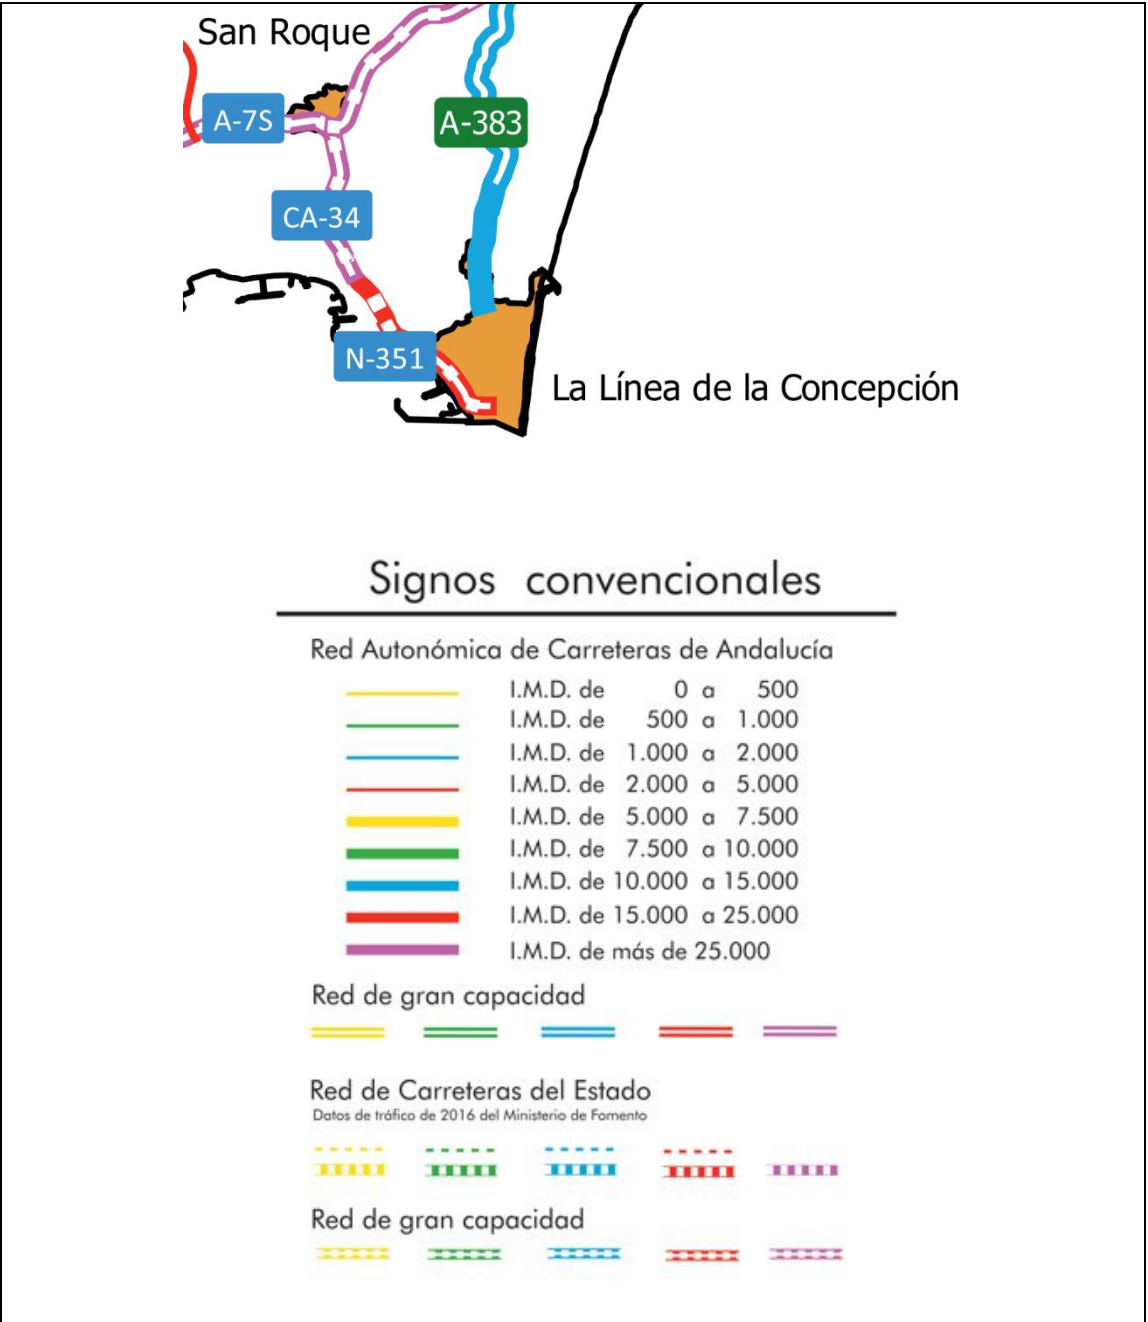 San Roque
A-7S
A-383
CA-34
N-351
La Línea de la Concepción
Signos convencionales
Red Autonómica de Carreteras de Andalucía
I.M.D. de 0 a 500
I.M.D. de 500 a 1.000
I.M.D. de 1.000 a 2.000
I.M.D. de 2.000 a 5.000
I.M.D. de 5.000 a 7.500
I.M.D. de 7.500 a 10.000
I.M.D. de 10.000 a 15.000
I.M.D. de 15.000 a 25.000
I.M.D. de más de 25.000
Red de gran capacidad
Red de Carreteras del Estado
Datos de tráfico de 2016 del Ministerio de Fomento
Red de gran capacidad